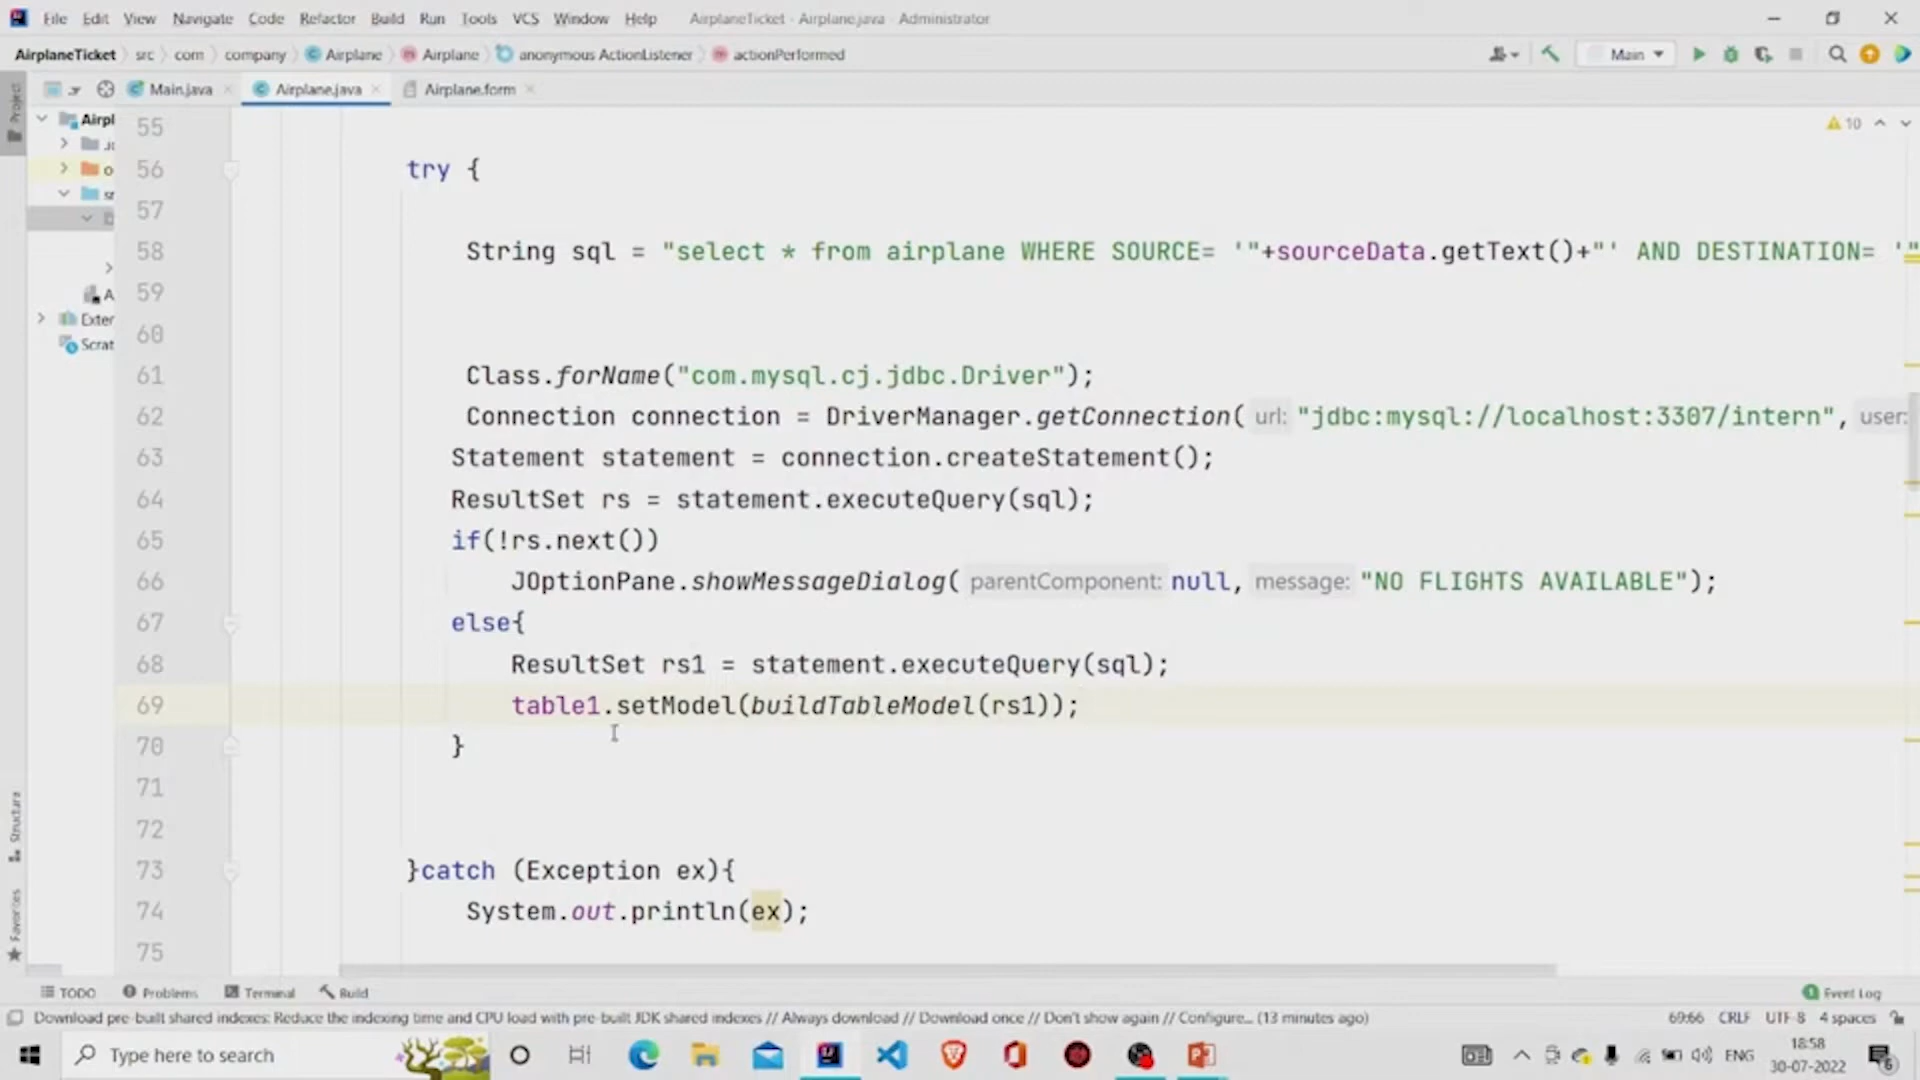 File Edit View Navigate Code Refactor Build Run Tools VCS Window Help AirplaneTicket - Airplane.java - Administrator
AirplaneTicket src com company Airplane Airplane anonymous ActionListener actionPerformed Main
Main.java Airplane.java Airplane.form
Project
Airpl
Exter
Scrat
10
55
56 try {
57
58 String sql = "select * from airplane WHERE SOURCE= '"+sourceData.getText()+"' AND DESTINATION= '"
59
60
61 Class.forName("com.mysql.cj.jdbc.Driver");
62 Connection connection = DriverManager.getConnection( url: "jdbc:mysql://localhost:3307/intern", user:
63 Statement statement = connection.createStatement();
64 ResultSet rs = statement.executeQuery(sql);
65 if(!rs.next())
66 JOptionPane.showMessageDialog( parentComponent: null, message: "NO FLIGHTS AVAILABLE");
67 else{
68 ResultSet rs1 = statement.executeQuery(sql);
69 table1.setModel(buildTableModel(rs1));
70 }
71
72
73 }catch (Exception ex){
74 System.out.println(ex);
75
Structure
Favorites
TODO Problems Terminal Build Event Log
Download pre-built shared indexes: Reduce the indexing time and CPU load with pre-built JDK shared indexes // Always download // Download once // Don't show again // Configure... (13 minutes ago) 69:66 CRLF UTF-8 4 spaces
Type here to search ENG 18:58
30-07-2022